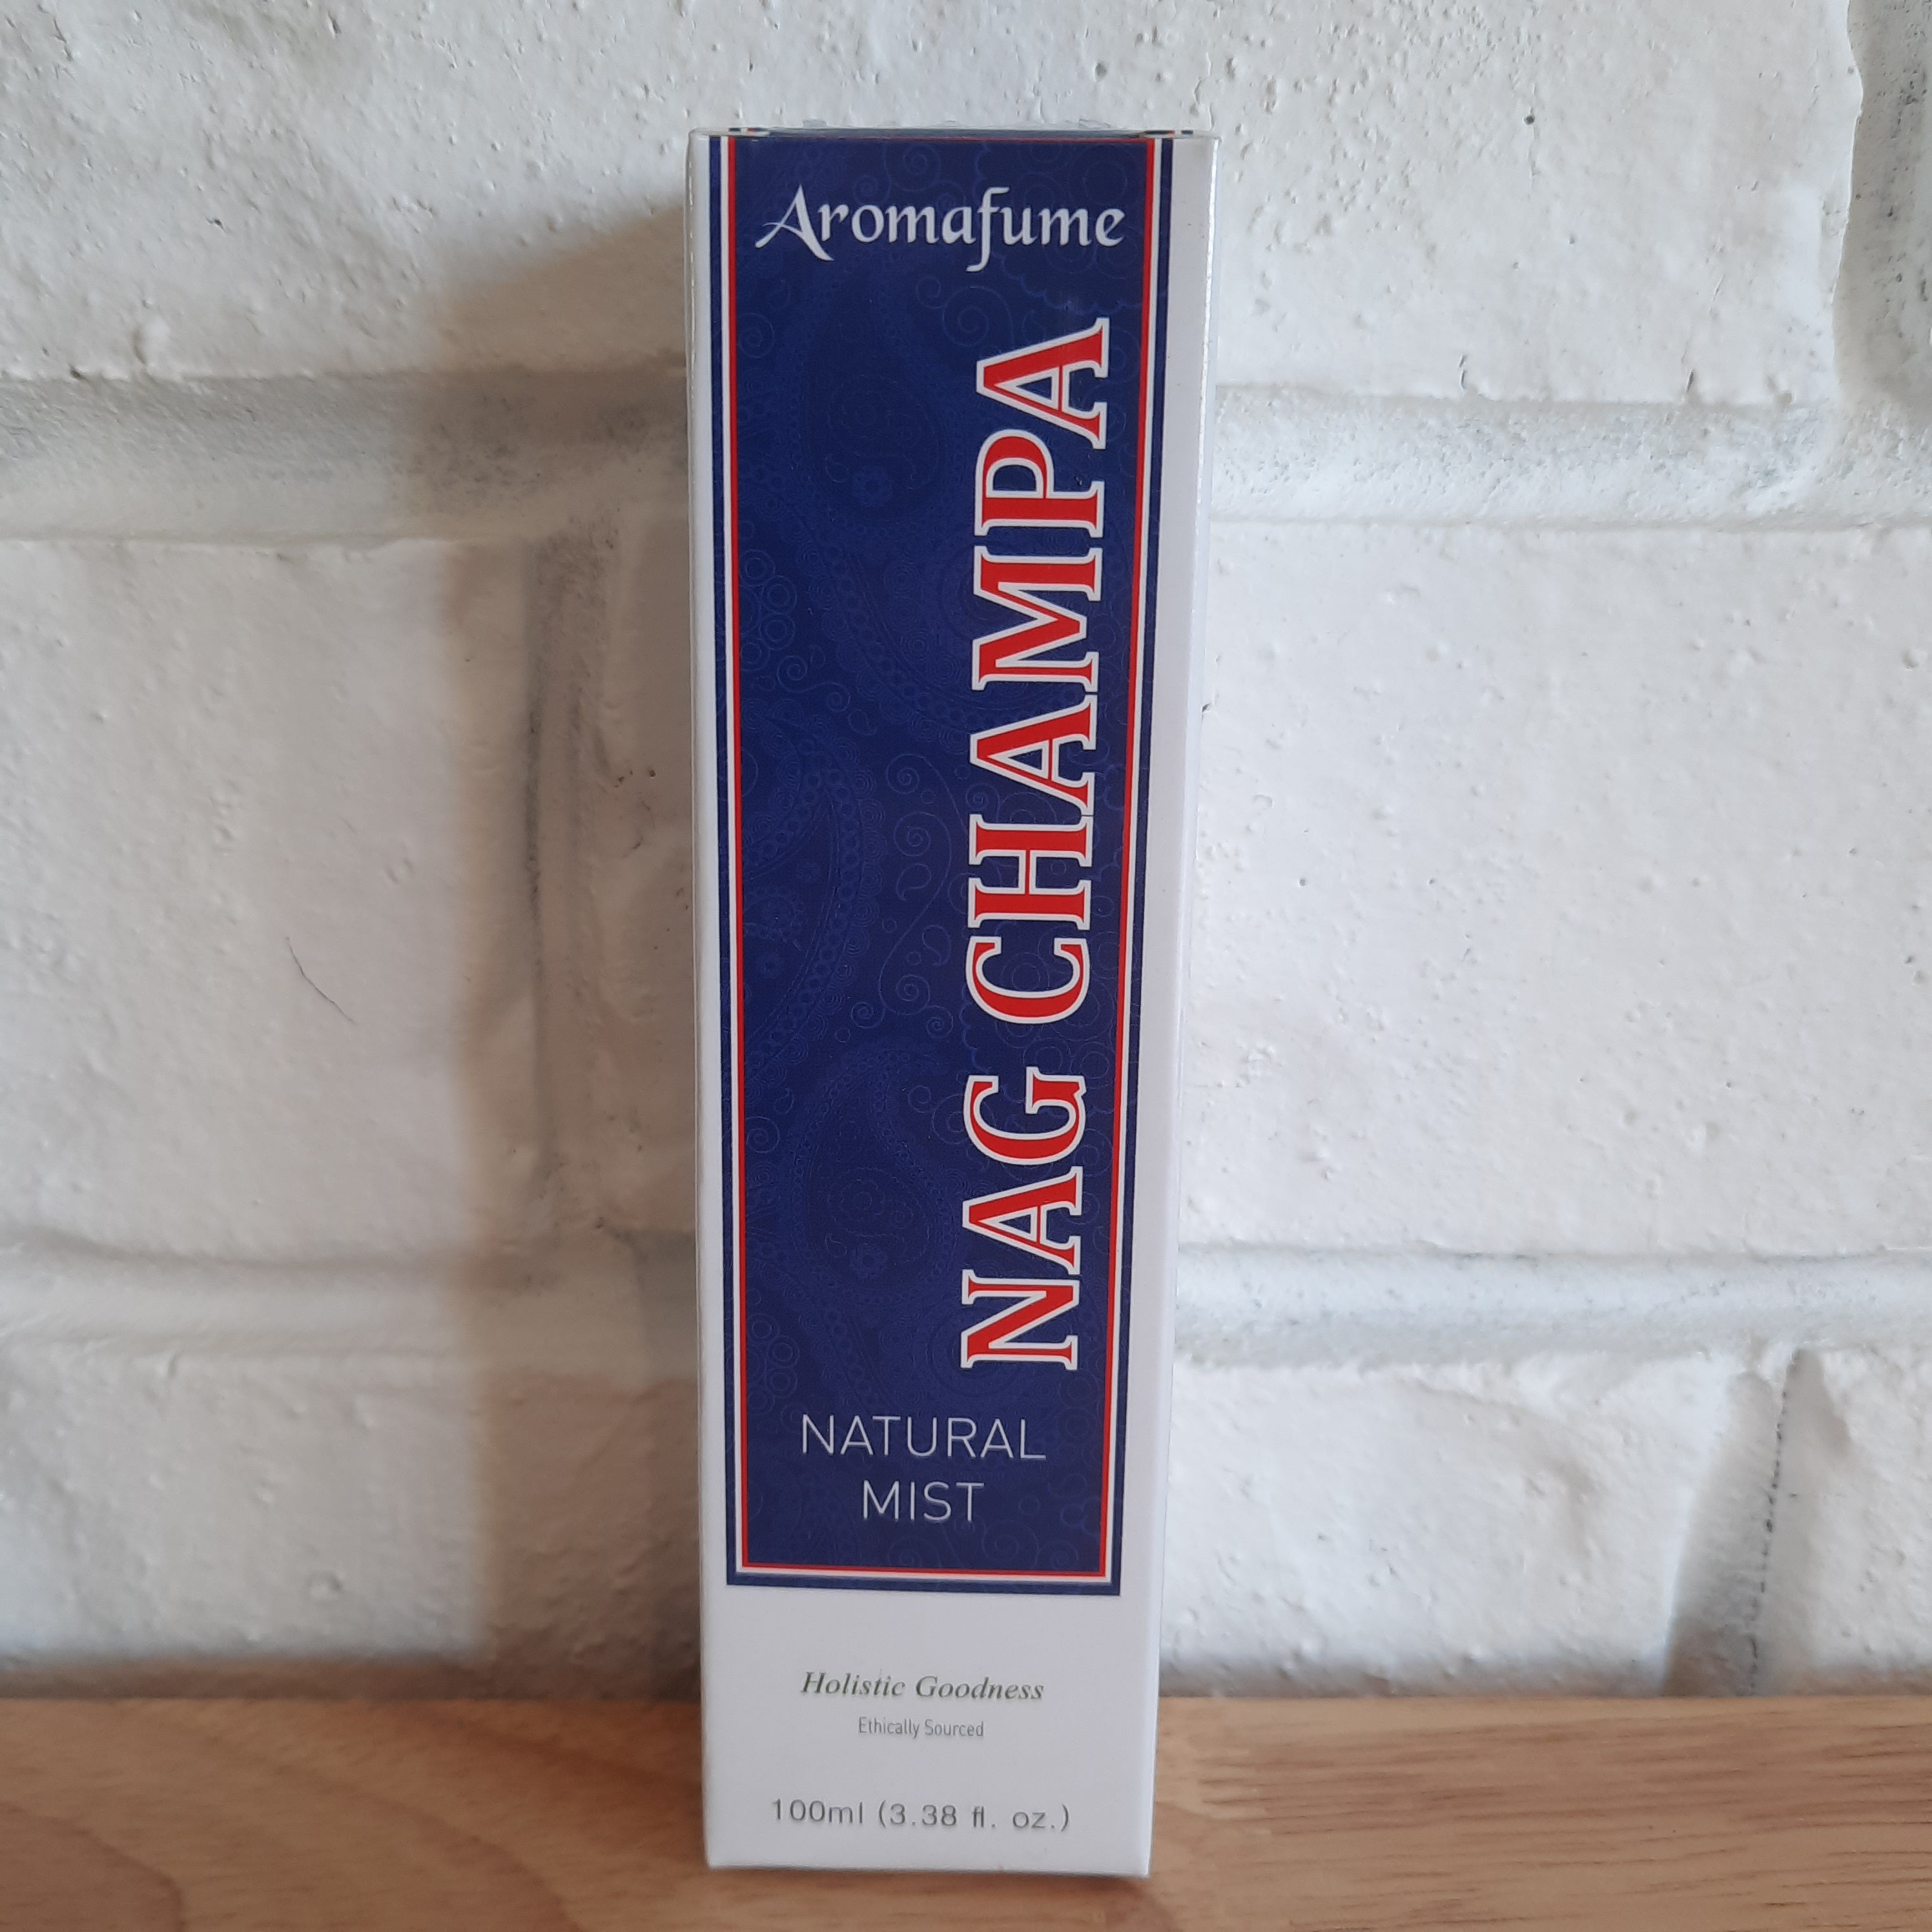 Aromafume
NAG CHAMPA
NATURAL
MIST
Holistic Goodness
Ethically Sourced
100ml (3.38 fl. oz.)